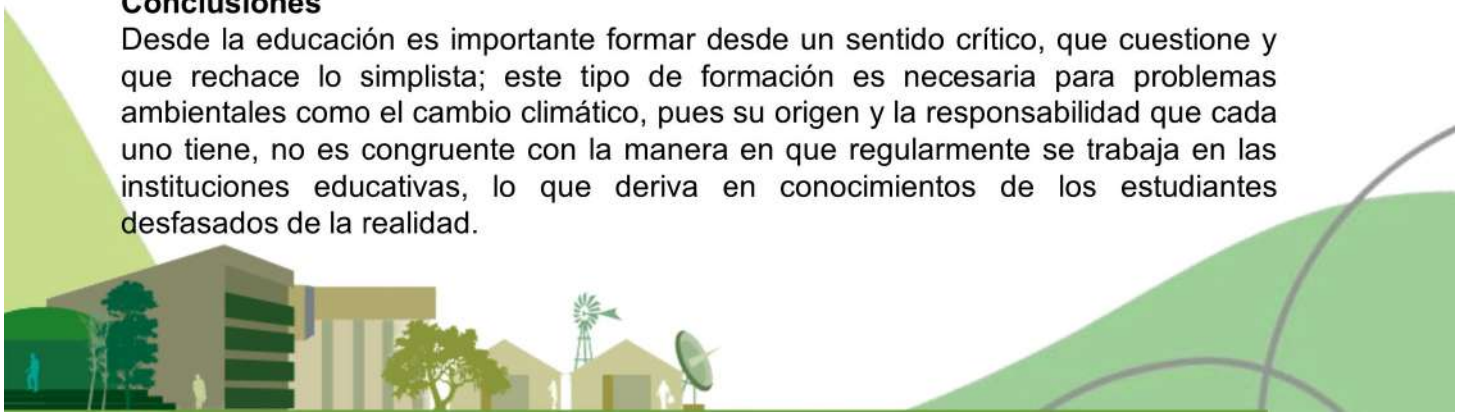 Conclusiones
Desde la educación es importante formar desde un sentido crítico, que cuestione y
que rechace lo simplista; este tipo de formación es necesaria para problemas
ambientales como el cambio climático, pues su origen y la responsabilidad que cada
uno tiene, no es congruente con la manera en que regularmente se trabaja en las
instituciones educativas, lo que deriva en conocimientos de los estudiantes
desfasados de la realidad.